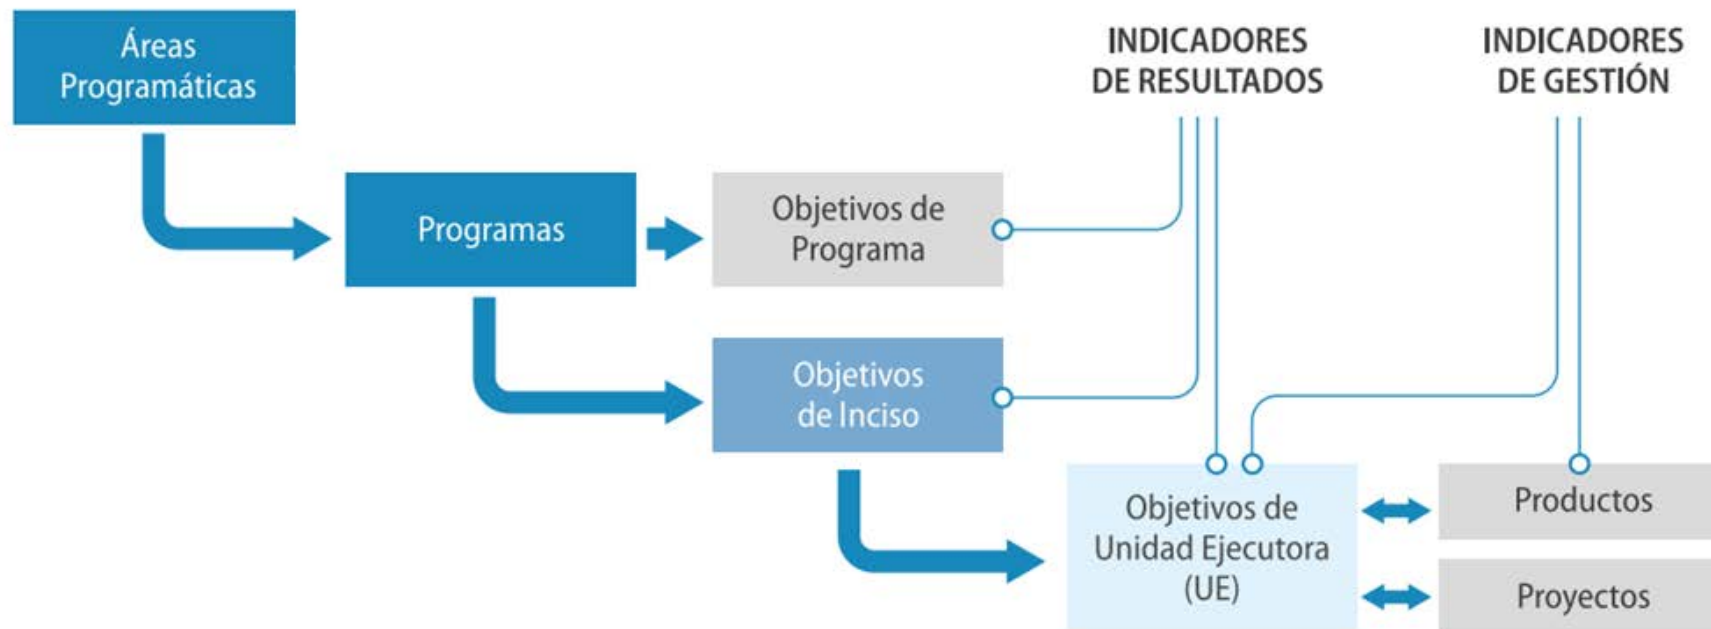 Áreas
Programáticas
INDICADORES
DE RESULTADOS
INDICADORES
DE GESTIÓN
Programas
Objetivos de
Programa
Objetivos
de Inciso
Objetivos de
Unidad Ejecutora
(UE)
Productos
Proyectos